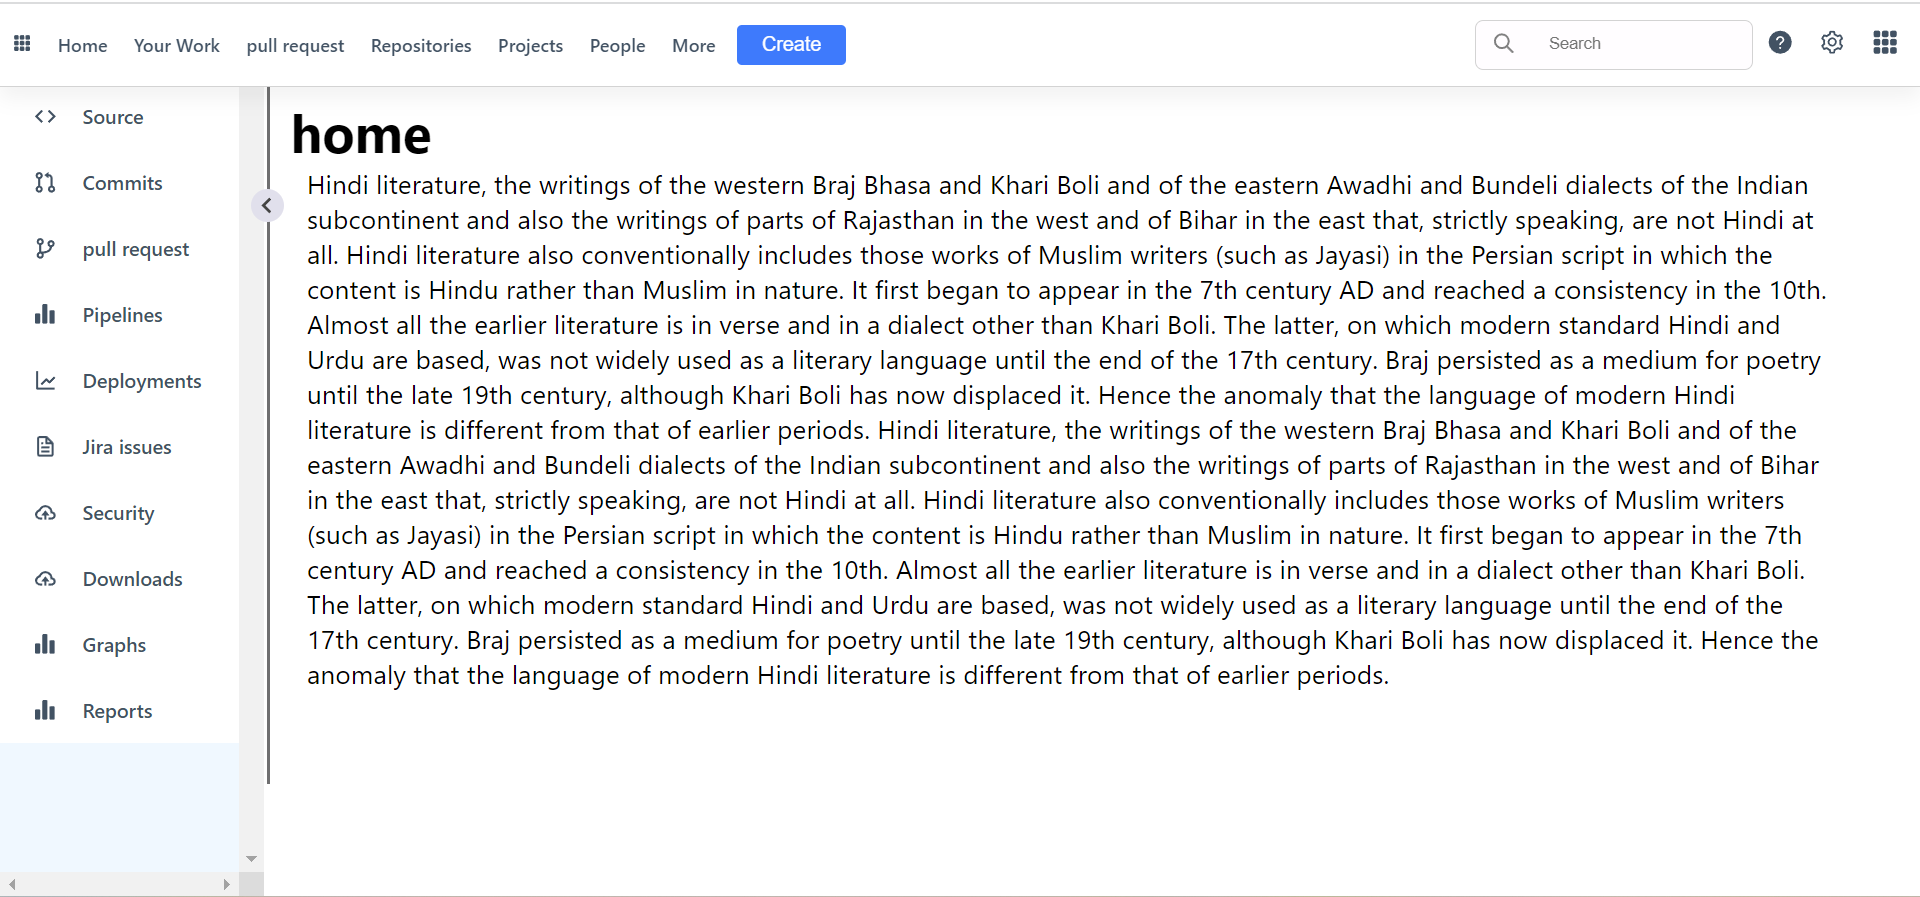 Home Your Work pull request Repositories Projects People More Create Search
Source
Commits
pull request
Pipelines
Deployments
Jira issues
Security
Downloads
Graphs
Reports
home
Hindi literature, the writings of the western Braj Bhasa and Khari Boli and of the eastern Awadhi and Bundeli dialects of the Indian
subcontinent and also the writings of parts of Rajasthan in the west and of Bihar in the east that, strictly speaking, are not Hindi at
all. Hindi literature also conventionally includes those works of Muslim writers (such as Jayasi) in the Persian script in which the
content is Hindu rather than Muslim in nature. It first began to appear in the 7th century AD and reached a consistency in the 10th.
Almost all the earlier literature is in verse and in a dialect other than Khari Boli. The latter, on which modern standard Hindi and
Urdu are based, was not widely used as a literary language until the end of the 17th century. Braj persisted as a medium for poetry
until the late 19th century, although Khari Boli has now displaced it. Hence the anomaly that the language of modern Hindi
literature is different from that of earlier periods. Hindi literature, the writings of the western Braj Bhasa and Khari Boli and of the
eastern Awadhi and Bundeli dialects of the Indian subcontinent and also the writings of parts of Rajasthan in the west and of Bihar
in the east that, strictly speaking, are not Hindi at all. Hindi literature also conventionally includes those works of Muslim writers
(such as Jayasi) in the Persian script in which the content is Hindu rather than Muslim in nature. It first began to appear in the 7th
century AD and reached a consistency in the 10th. Almost all the earlier literature is in verse and in a dialect other than Khari Boli.
The latter, on which modern standard Hindi and Urdu are based, was not widely used as a literary language until the end of the
17th century. Braj persisted as a medium for poetry until the late 19th century, although Khari Boli has now displaced it. Hence the
anomaly that the language of modern Hindi literature is different from that of earlier periods.